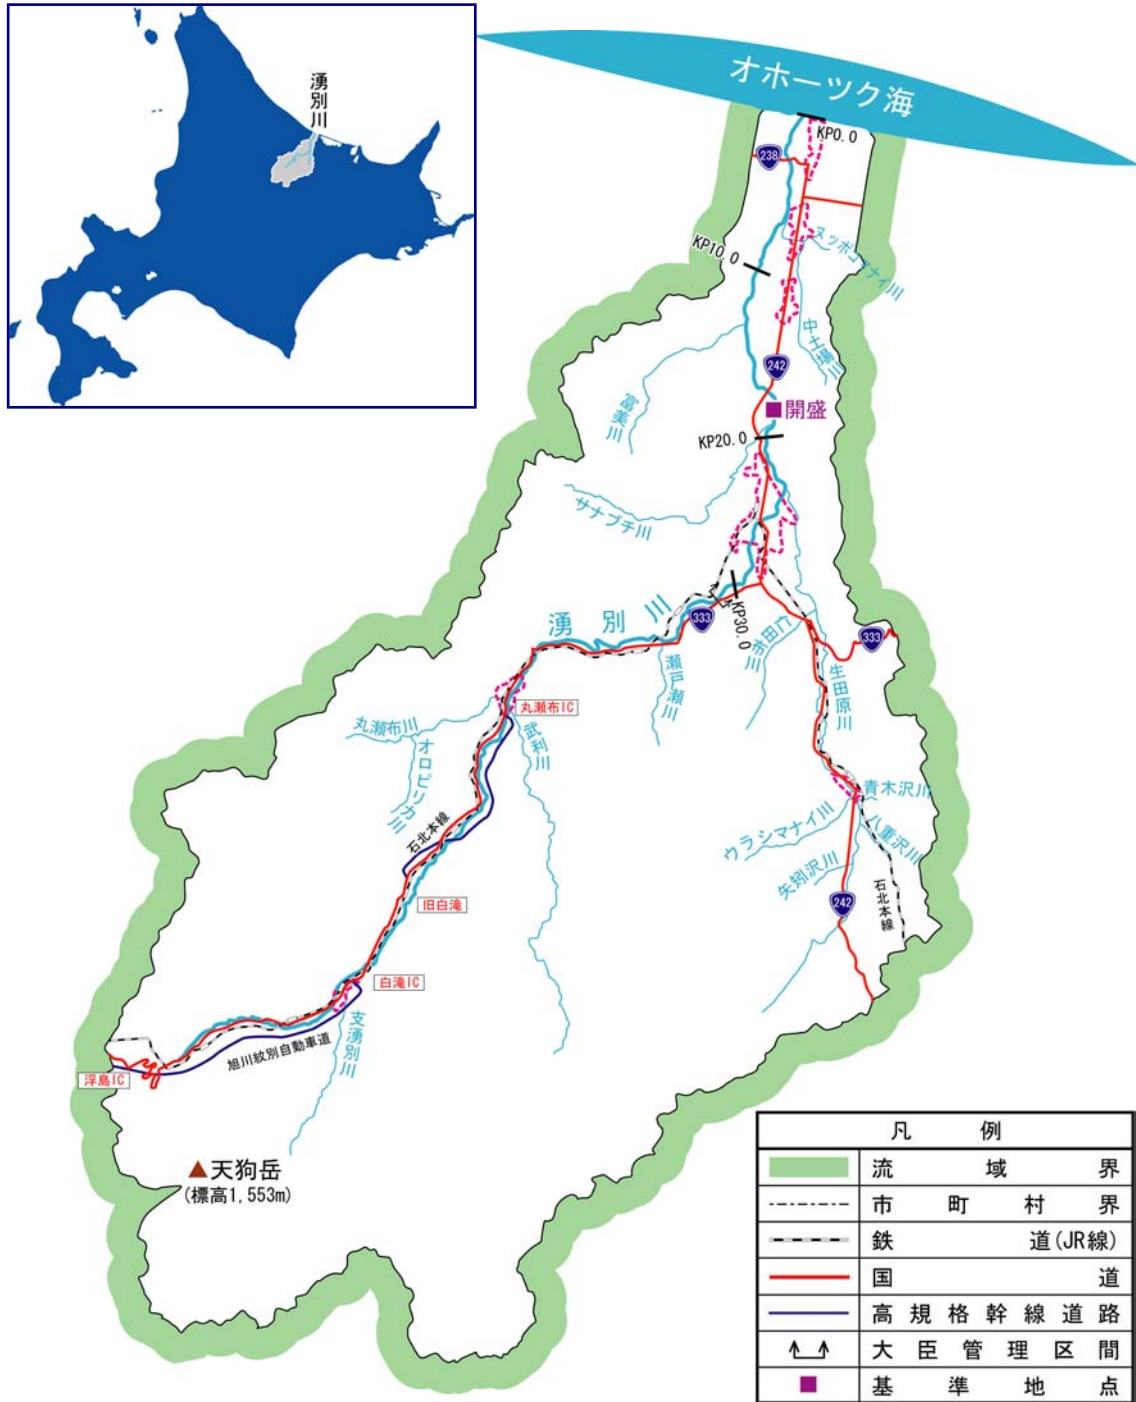 湧別川
オホーツク海
KP0.0
238
ヌッポコマナイ川
KP10.0
中土場川
242
富美川
開盛
KP20.0
サナブチ川
湧別川
KP30.0
333
333
瀬戸瀬川
生田原川
丸瀬布IC
丸瀬布川
武利川
オロピリカ川
石北本線
青木沢川
ウラシマナイ川
八重沢川
矢矧沢川
旧白滝
242
石北本線
白滝IC
支湧別川
旭川紋別自動車道
浮島IC
天狗岳
(標高1,553m)
凡例
流域界
市町村界
鉄道(JR線)
国道
高規格幹線道路
大臣管理区間
基準地点